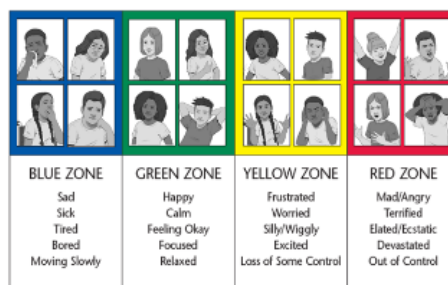 BLUE ZONE
Sad
Sick
Tired
Bored
Moving Slowly
GREEN ZONE
Happy
Calm
Feeling Okay
Focused
Relaxed
YELLOW ZONE
Frustrated
Worried
Silly/Wiggly
Excited
Loss of Some Control
RED ZONE
Mad/Angry
Terrified
Elated/Ecstatic
Devastated
Out of Control